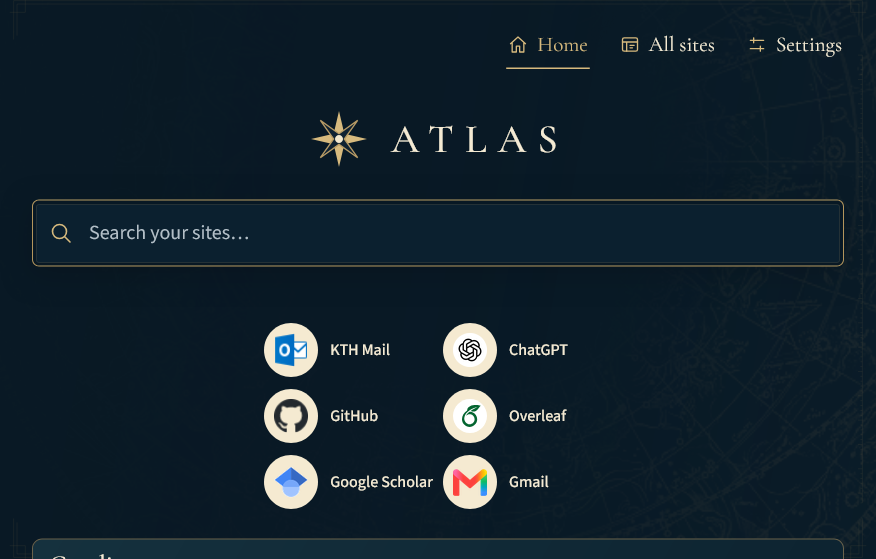 Home All sites Settings
ATLAS
Search your sites...
KTH Mail ChatGPT
GitHub Overleaf
Google Scholar Gmail